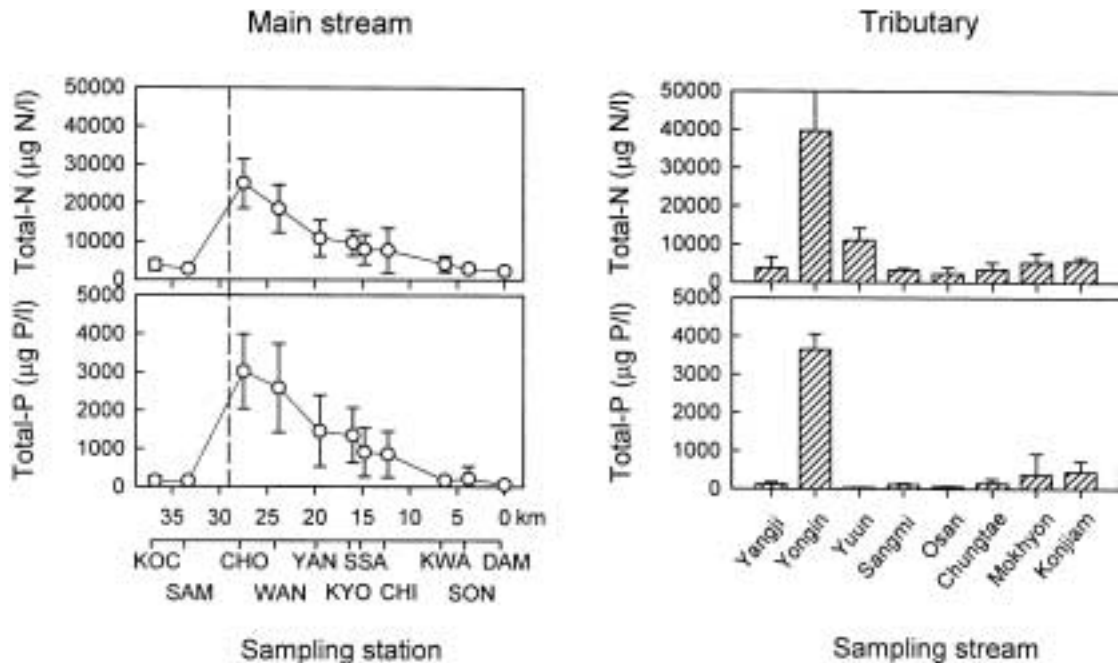 Main stream
Total-N (µg N/l)
50000
40000
30000
20000
10000
0
Total-P (µg P/l)
5000
4000
3000
2000
1000
0
35 30 25 20 15 10 5 0 km
KOC CHO YAN SSA KWA DAM
SAM WAN KYO CHI SON
Sampling station
Tributary
Total-N (µg N/l)
50000
40000
30000
20000
10000
0
Total-P (µg P/l)
5000
4000
3000
2000
1000
0
Yangji
Yongin
Yuun
Sangmi
Osan
Chungtae
Mokhyon
Konjiam
Sampling stream